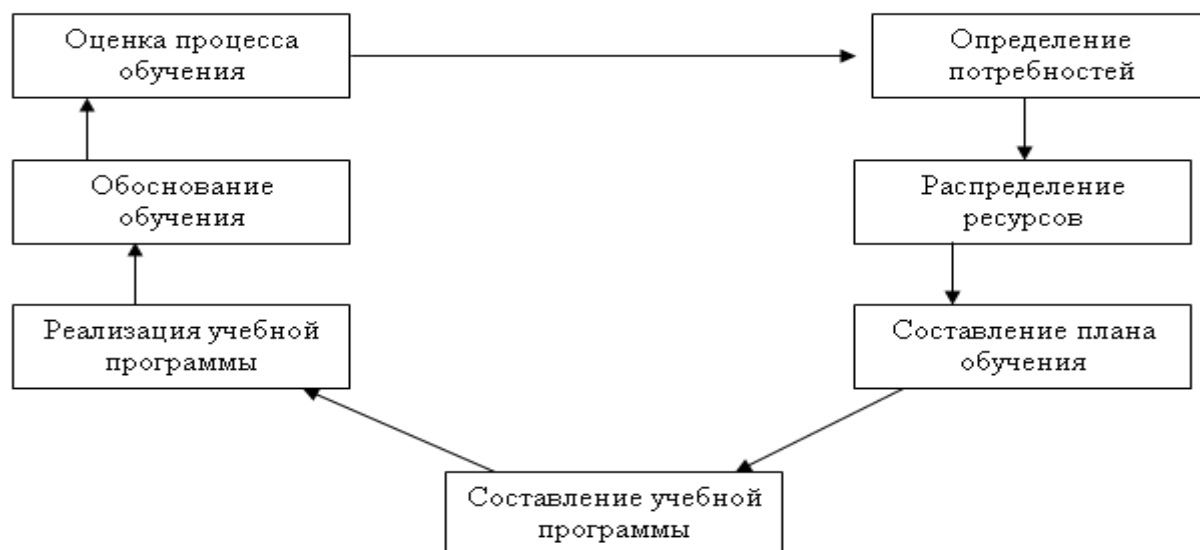 Оценка процесса
обучения
Определение
потребностей
Обоснование
обучения
Распределение
ресурсов
Реализация учебной
программы
Составление плана
обучения
Составление учебной
программы